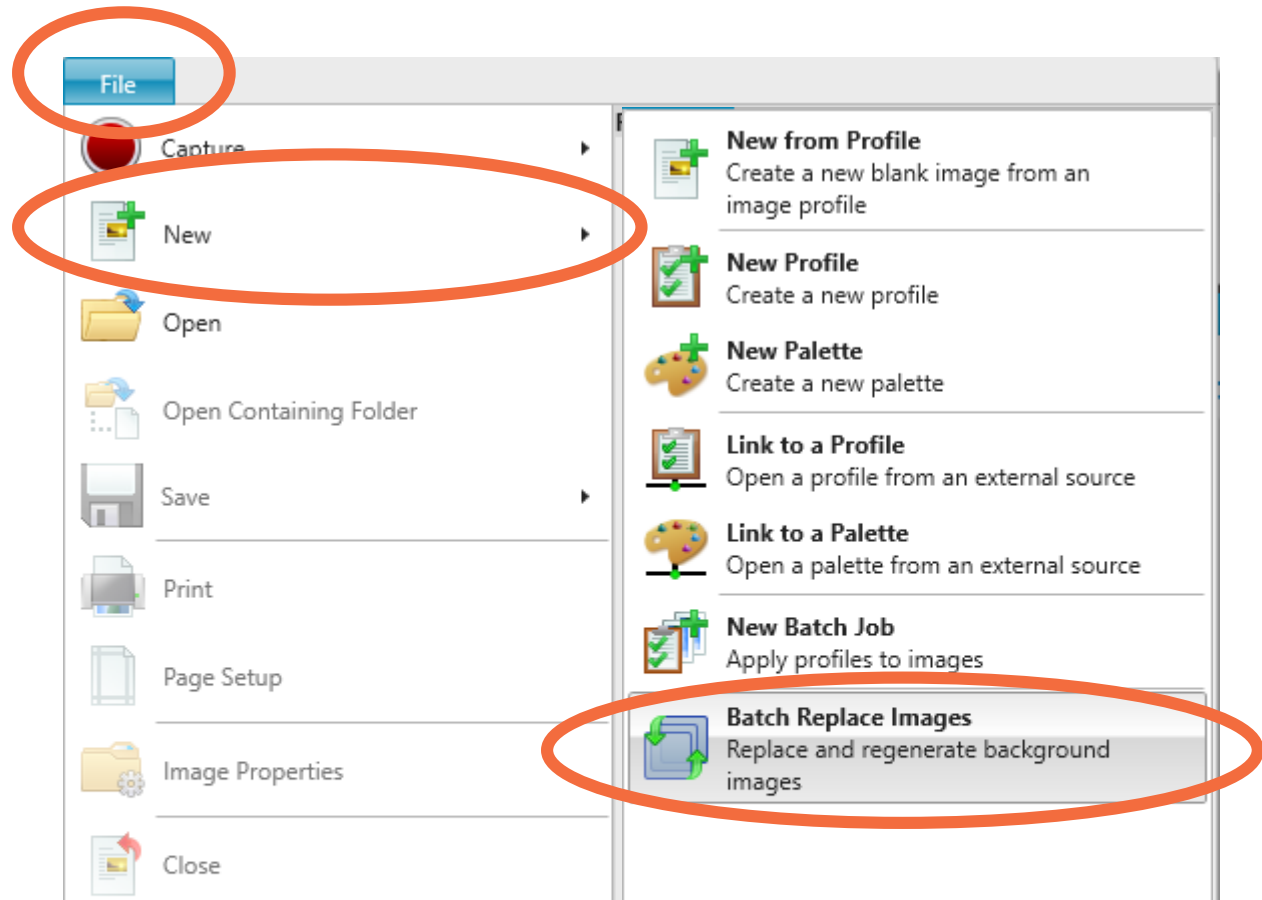 File
Capture
New
Open
Open Containing Folder
Save
Print
Page Setup
Image Properties
Close
New from Profile
Create a new blank image from an
image profile
New Profile
Create a new profile
New Palette
Create a new palette
Link to a Profile
Open a profile from an external source
Link to a Palette
Open a palette from an external source
New Batch Job
Apply profiles to images
Batch Replace Images
Replace and regenerate background
images